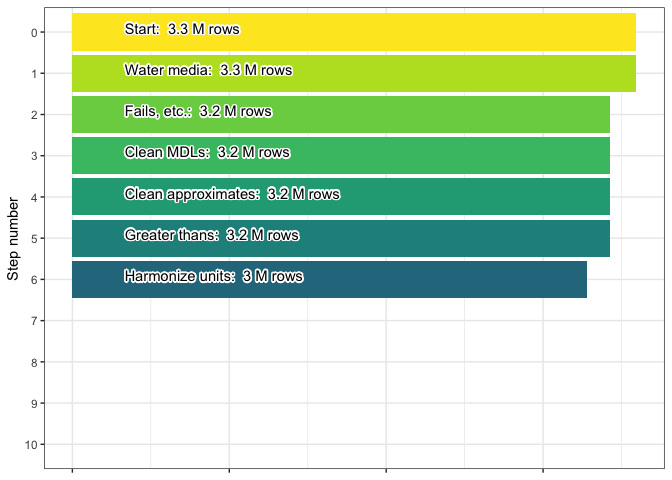 0
Start: 3.3 M rows
1
Water media: 3.3 M rows
2
Fails, etc.: 3.2 M rows
3
Clean MDLs: 3.2 M rows
4
Clean approximates: 3.2 M rows
5
Greater thans: 3.2 M rows
6
Harmonize units: 3 M rows
7
8
9
10
Step number